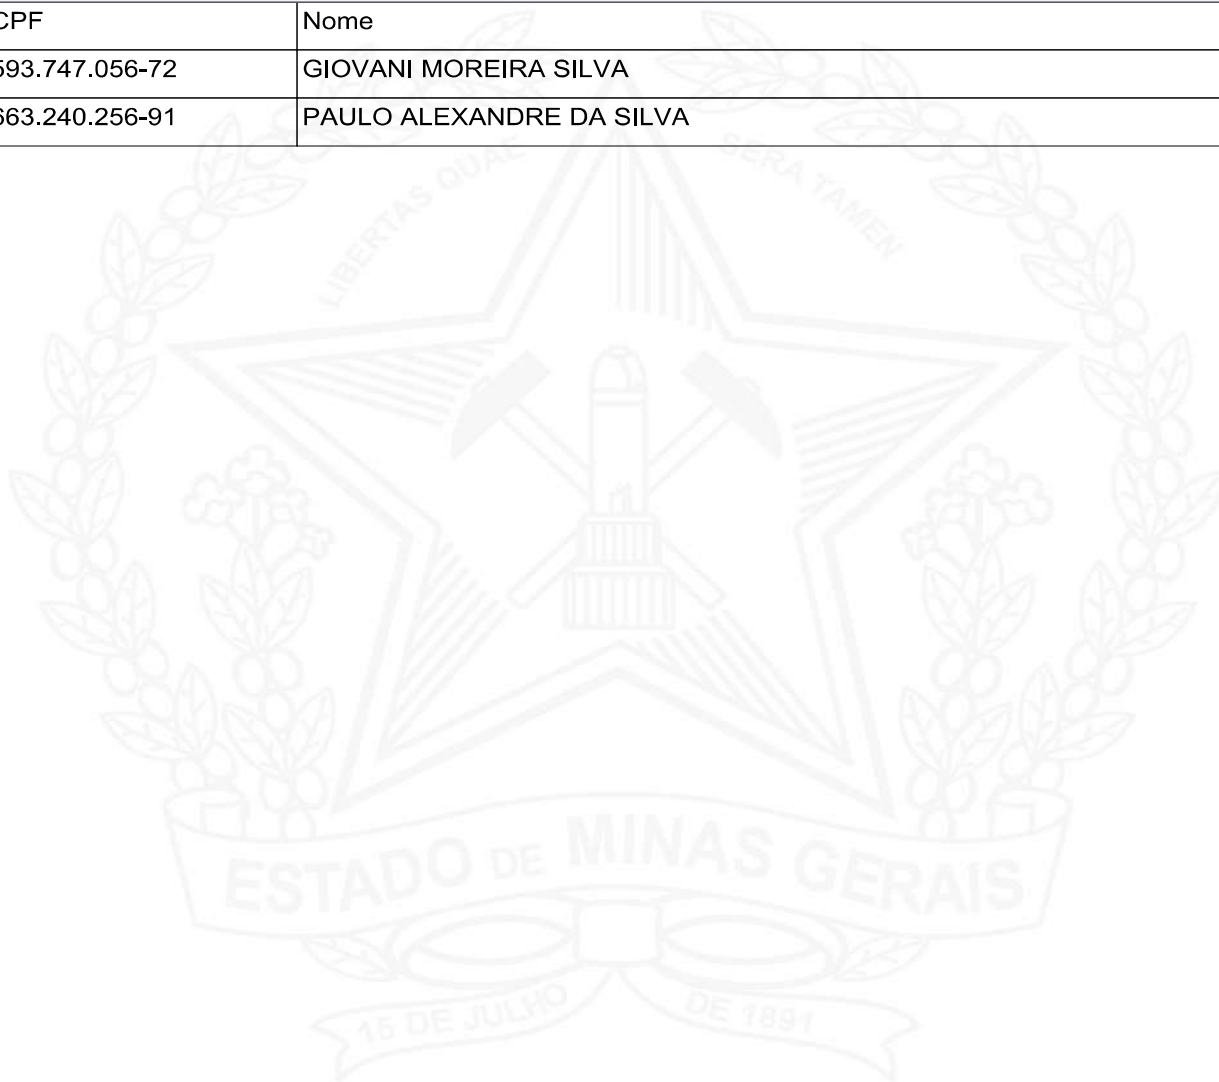 CPF Nome
593.747.056-72 GIOVANI MOREIRA SILVA
663.240.256-91 PAULO ALEXANDRE DA SILVA
LIBERTAS QUAE SERA TAMEN
ESTADO DE MINAS GERAIS
15 DE JULHO DE 1891